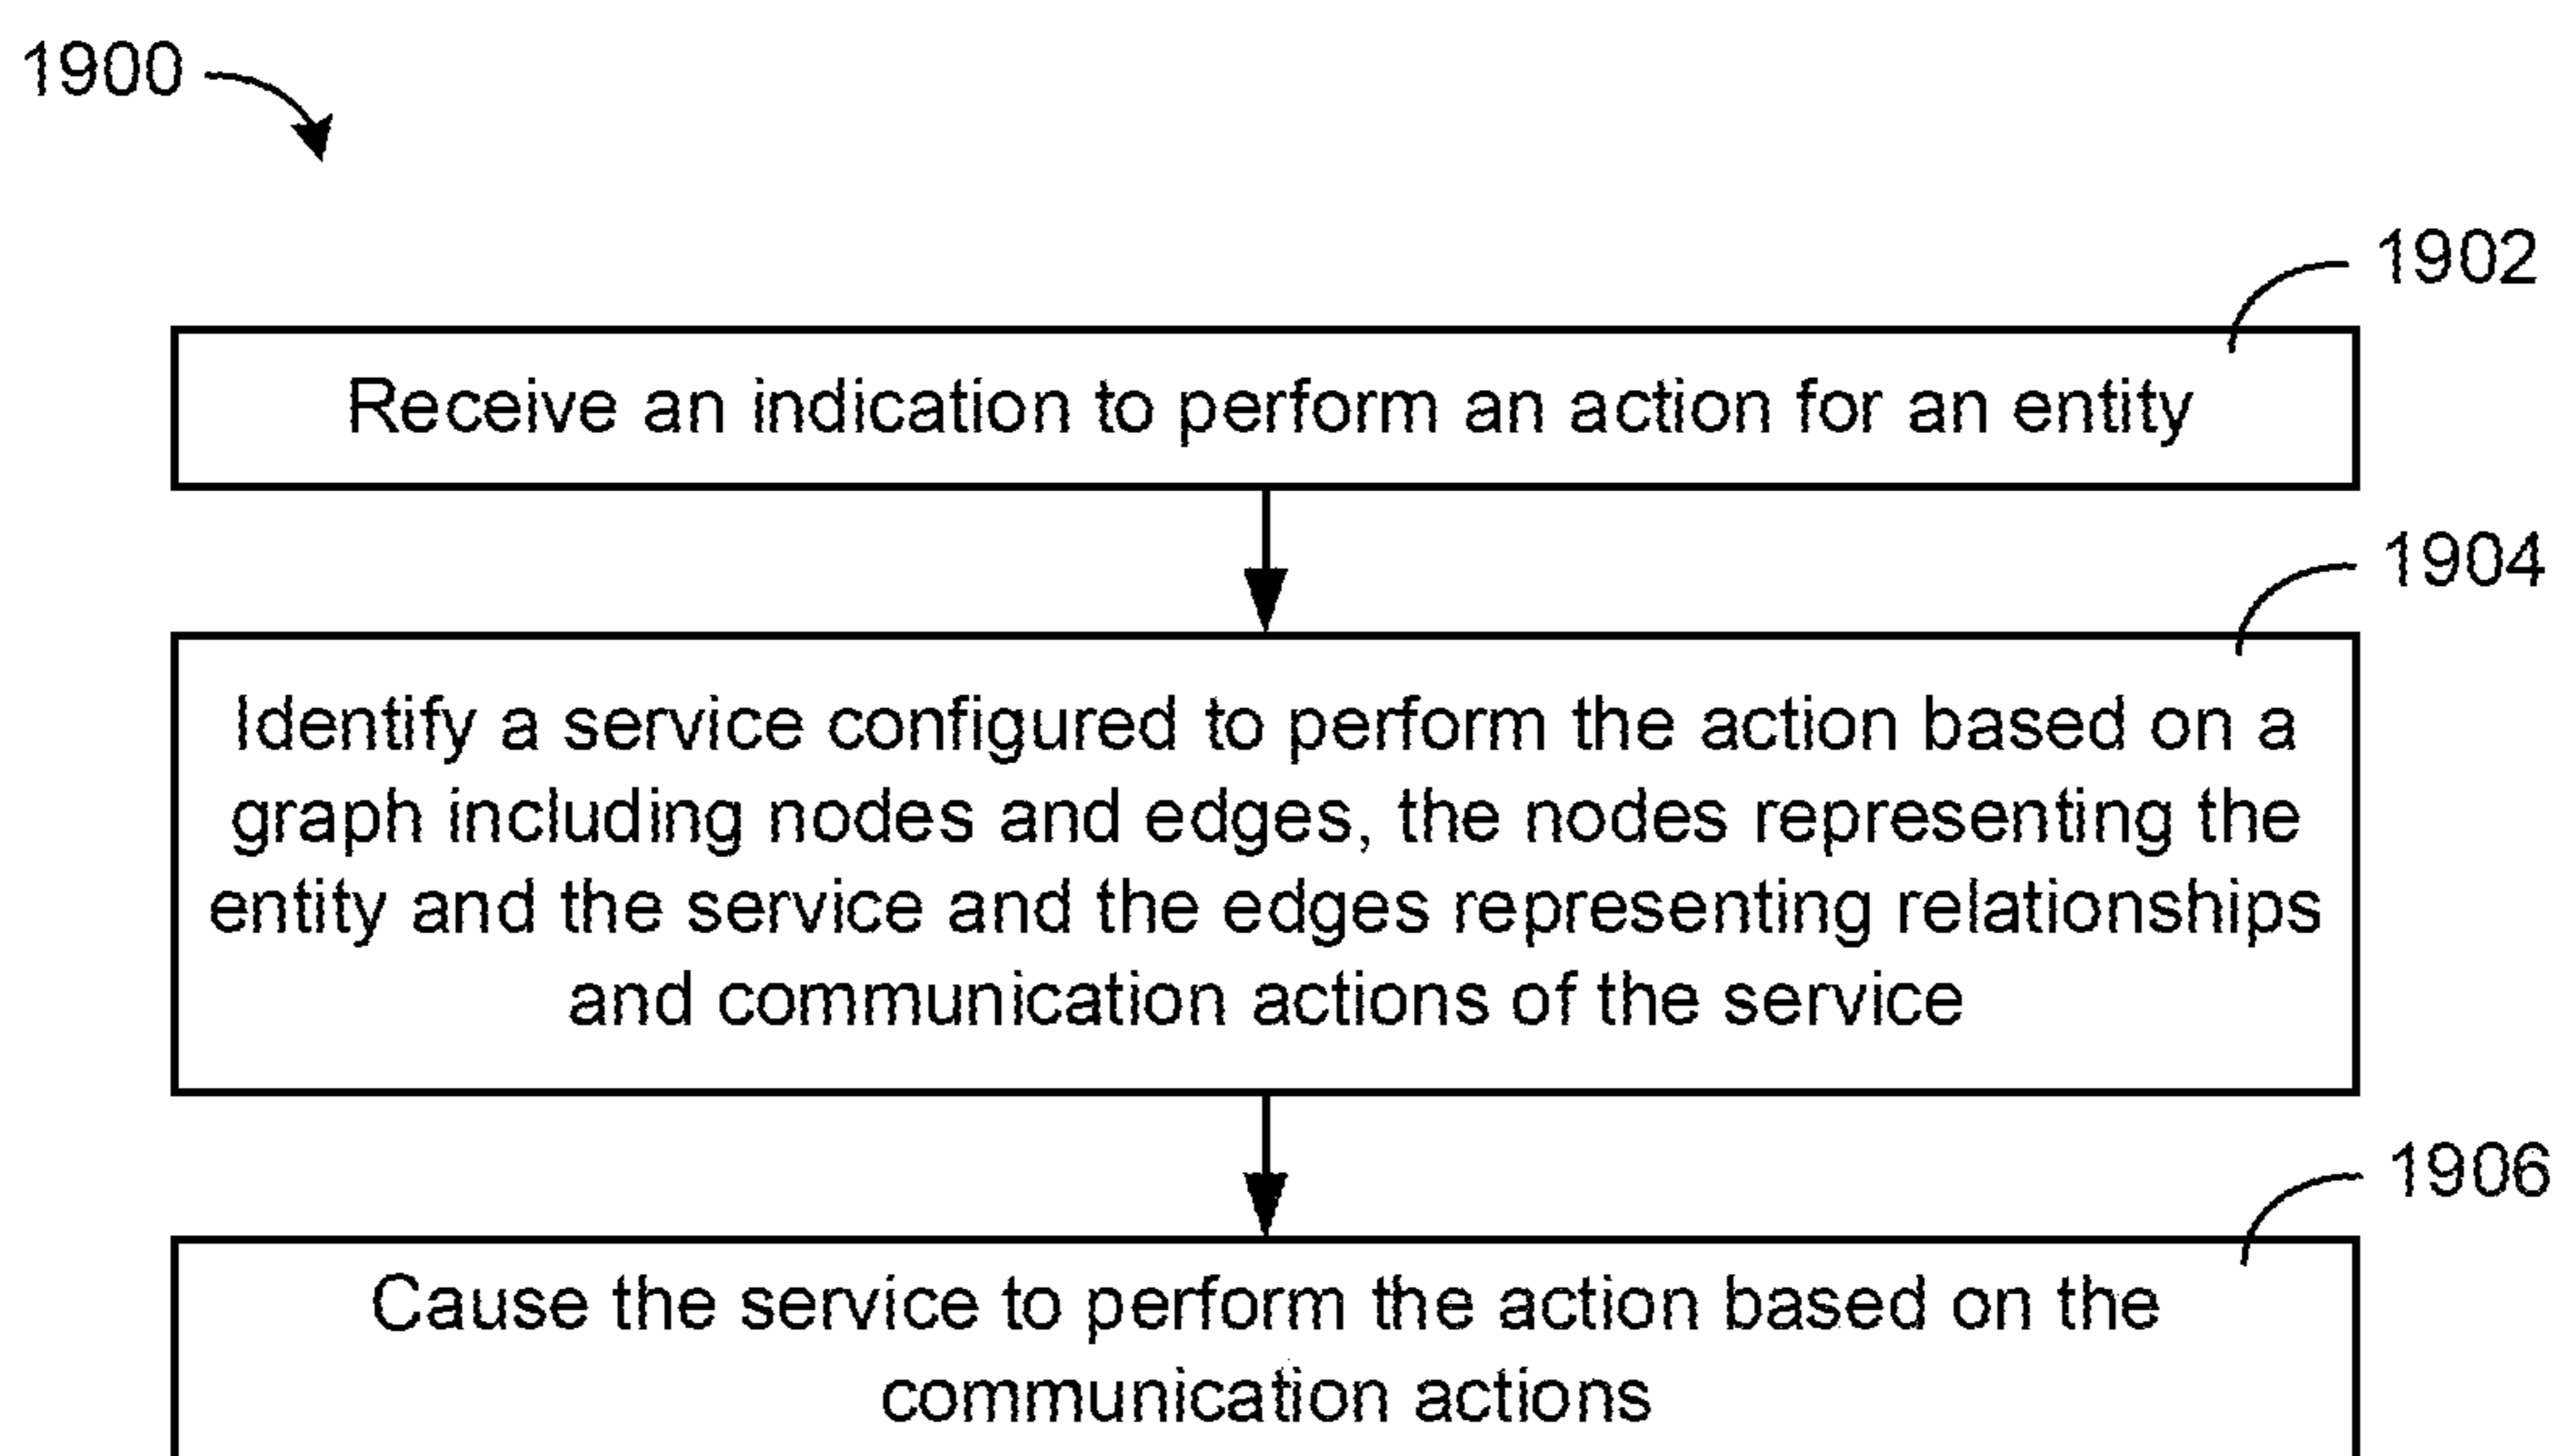 1900
1902
Receive an indication to perform an action for an entity
1904
Identify a service configured to perform the action based on a
graph including nodes and edges, the nodes representing the
entity and the service and the edges representing relationships
and communication actions of the service
1906
Cause the service to perform the action based on the
communication actions